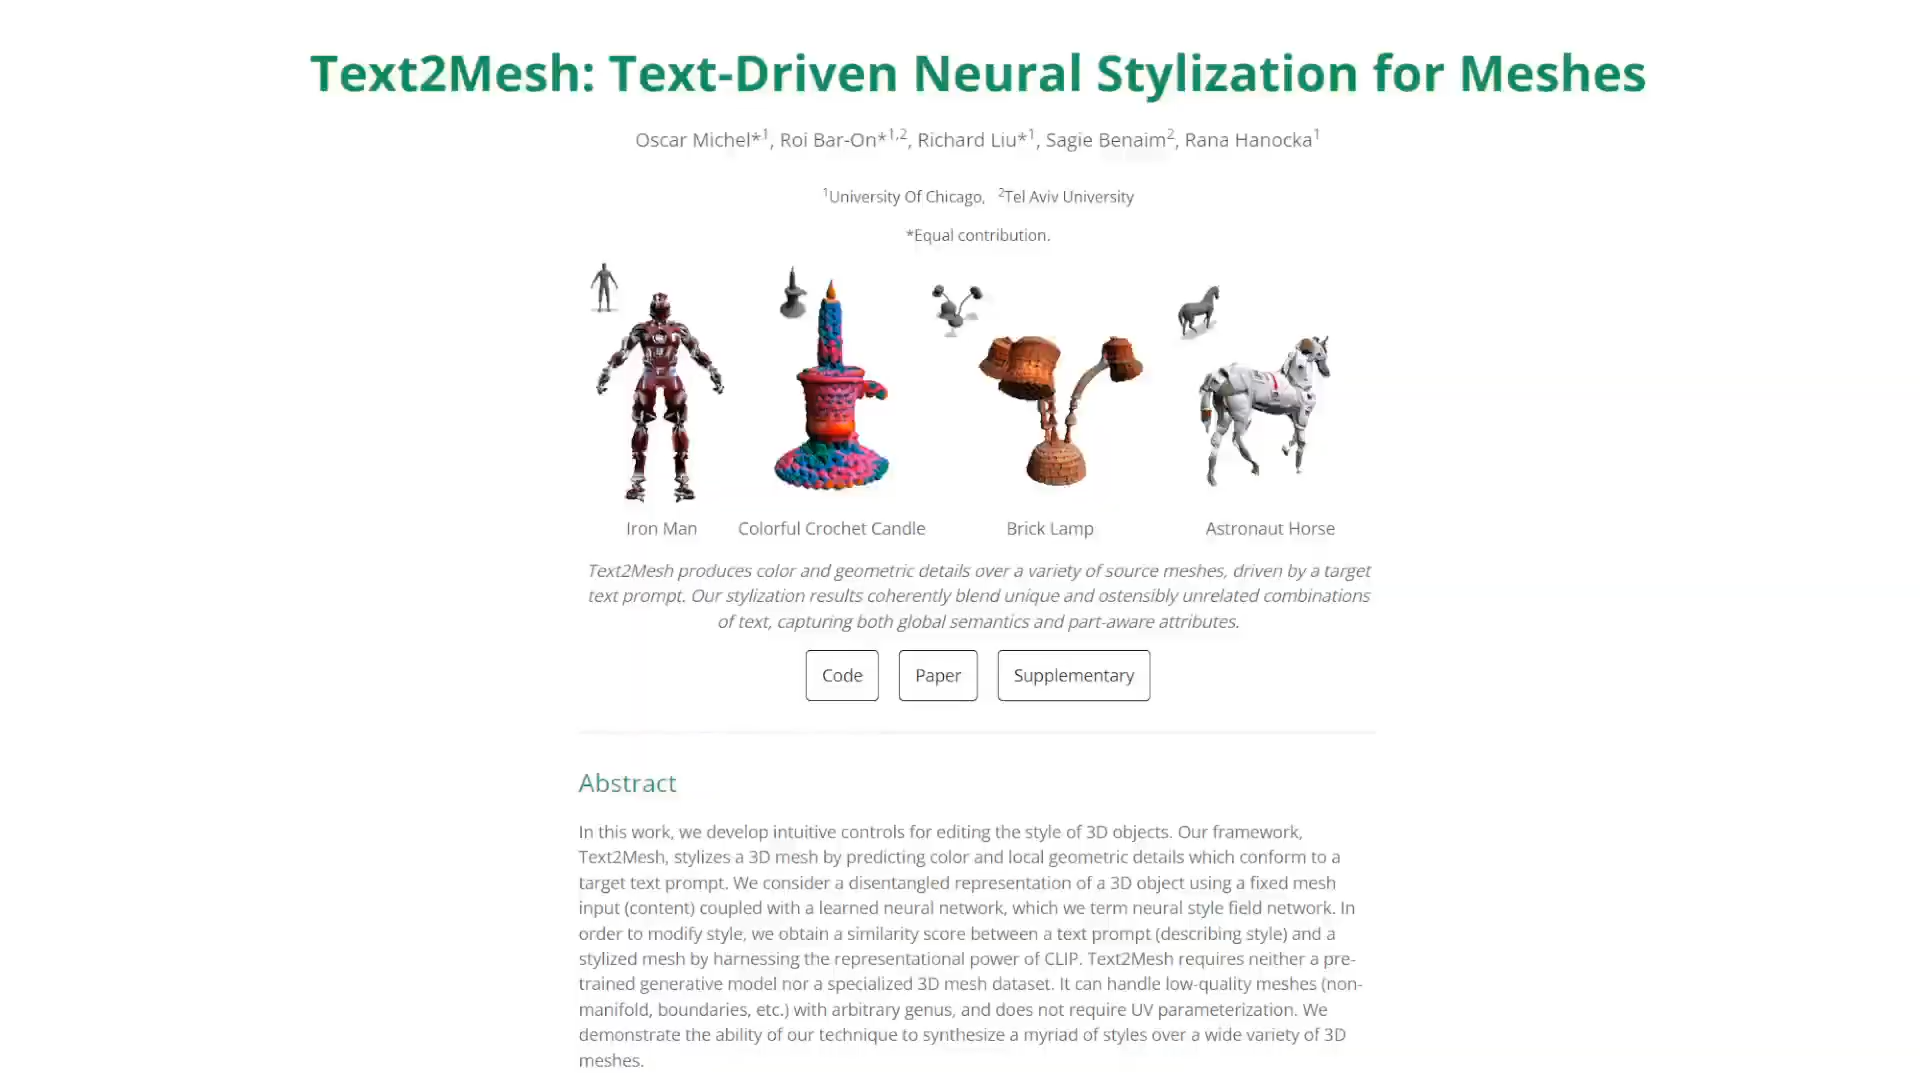 Text2Mesh: Text-Driven Neural Stylization for Meshes
Oscar Michel*1, Roi Bar-On*1,2, Richard Liu*1, Sagie Benaim2, Rana Hanocka1
1University Of Chicago, 2Tel Aviv University
*Equal contribution.
Iron Man Colorful Crochet Candle Brick Lamp Astronaut Horse
Text2Mesh produces color and geometric details over a variety of source meshes, driven by a target
text prompt. Our stylization results coherently blend unique and ostensibly unrelated combinations
of text, capturing both global semantics and part-aware attributes.
Code Paper Supplementary
Abstract
In this work, we develop intuitive controls for editing the style of 3D objects. Our framework,
Text2Mesh, stylizes a 3D mesh by predicting color and local geometric details which conform to a
target text prompt. We consider a disentangled representation of a 3D object using a fixed mesh
input (content) coupled with a learned neural network, which we term neural style field network. In
order to modify style, we obtain a similarity score between a text prompt (describing style) and a
stylized mesh by harnessing the representational power of CLIP. Text2Mesh requires neither a pre-
trained generative model nor a specialized 3D mesh dataset. It can handle low-quality meshes (non-
manifold, boundaries, etc.) with arbitrary genus, and does not require UV parameterization. We
demonstrate the ability of our technique to synthesize a myriad of styles over a wide variety of 3D
meshes.